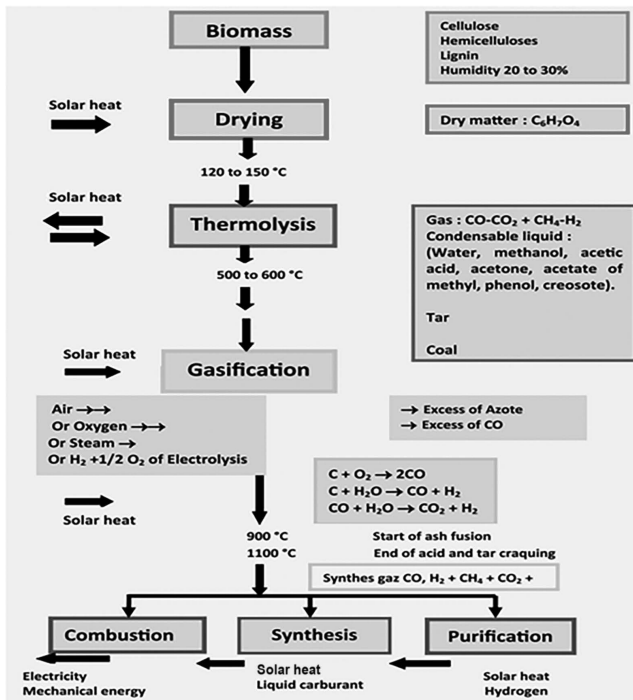 Biomass
Cellulose
Hemicelluloses
Lignin
Humidity 20 to 30%
Solar heat
Drying
Dry matter : C₆H₇O₄
120 to 150 °C
Solar heat
Thermolysis
Gas : CO-CO₂ + CH₄-H₂
Condensable liquid :
(Water, methanol, acetic
acid, acetone, acetate of
methyl, phenol, creosote).
Tar
Coal
500 to 600 °C
Solar heat
Gasification
Air →→
Or Oxygen →→
Or Steam →
Or H₂ +1/2 O₂ of Electrolysis
→ Excess of Azote
→ Excess of CO
C + O₂ → 2CO
C + H₂O → CO + H₂
CO + H₂O → CO₂ + H₂
Solar heat
900 °C
1100 °C
Start of ash fusion
End of acid and tar craquing
Synthes gaz CO, H₂ + CH₄ + CO₂ +
Combustion
Synthesis
Purification
Electricity
Mechanical energy
Solar heat
Liquid carburant
Solar heat
Hydrogen